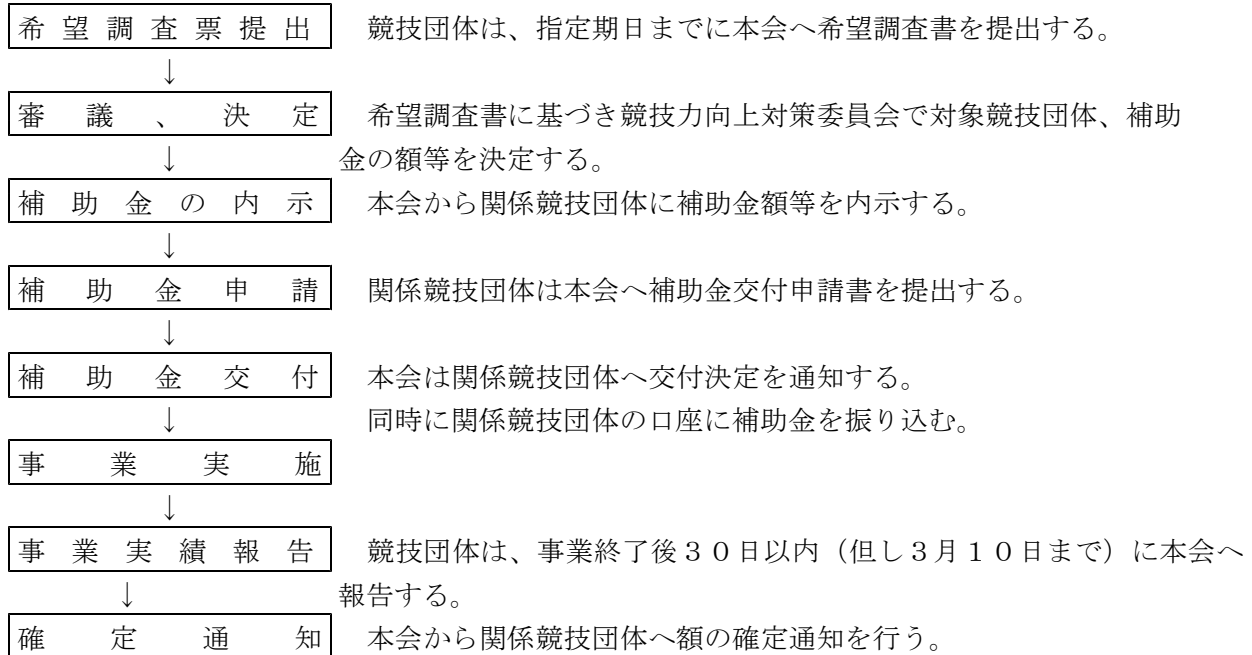 希望調査票提出　競技団体は、指定期日までに本会へ希望調査書を提出する。
↓
審議、決定　希望調査書に基づき競技力向上対策委員会で対象競技団体、補助
↓　金の額等を決定する。
補助金の内示　本会から関係競技団体に補助金額等を内示する。
↓
補助金申請　関係競技団体は本会へ補助金交付申請書を提出する。
↓
補助金交付　本会は関係競技団体へ交付決定を通知する。
↓　同時に関係競技団体の口座に補助金を振り込む。
事業実施
↓
事業実績報告　競技団体は、事業終了後３０日以内（但し３月１０日まで）に本会へ
↓　報告する。
確定通知　本会から関係競技団体へ額の確定通知を行う。